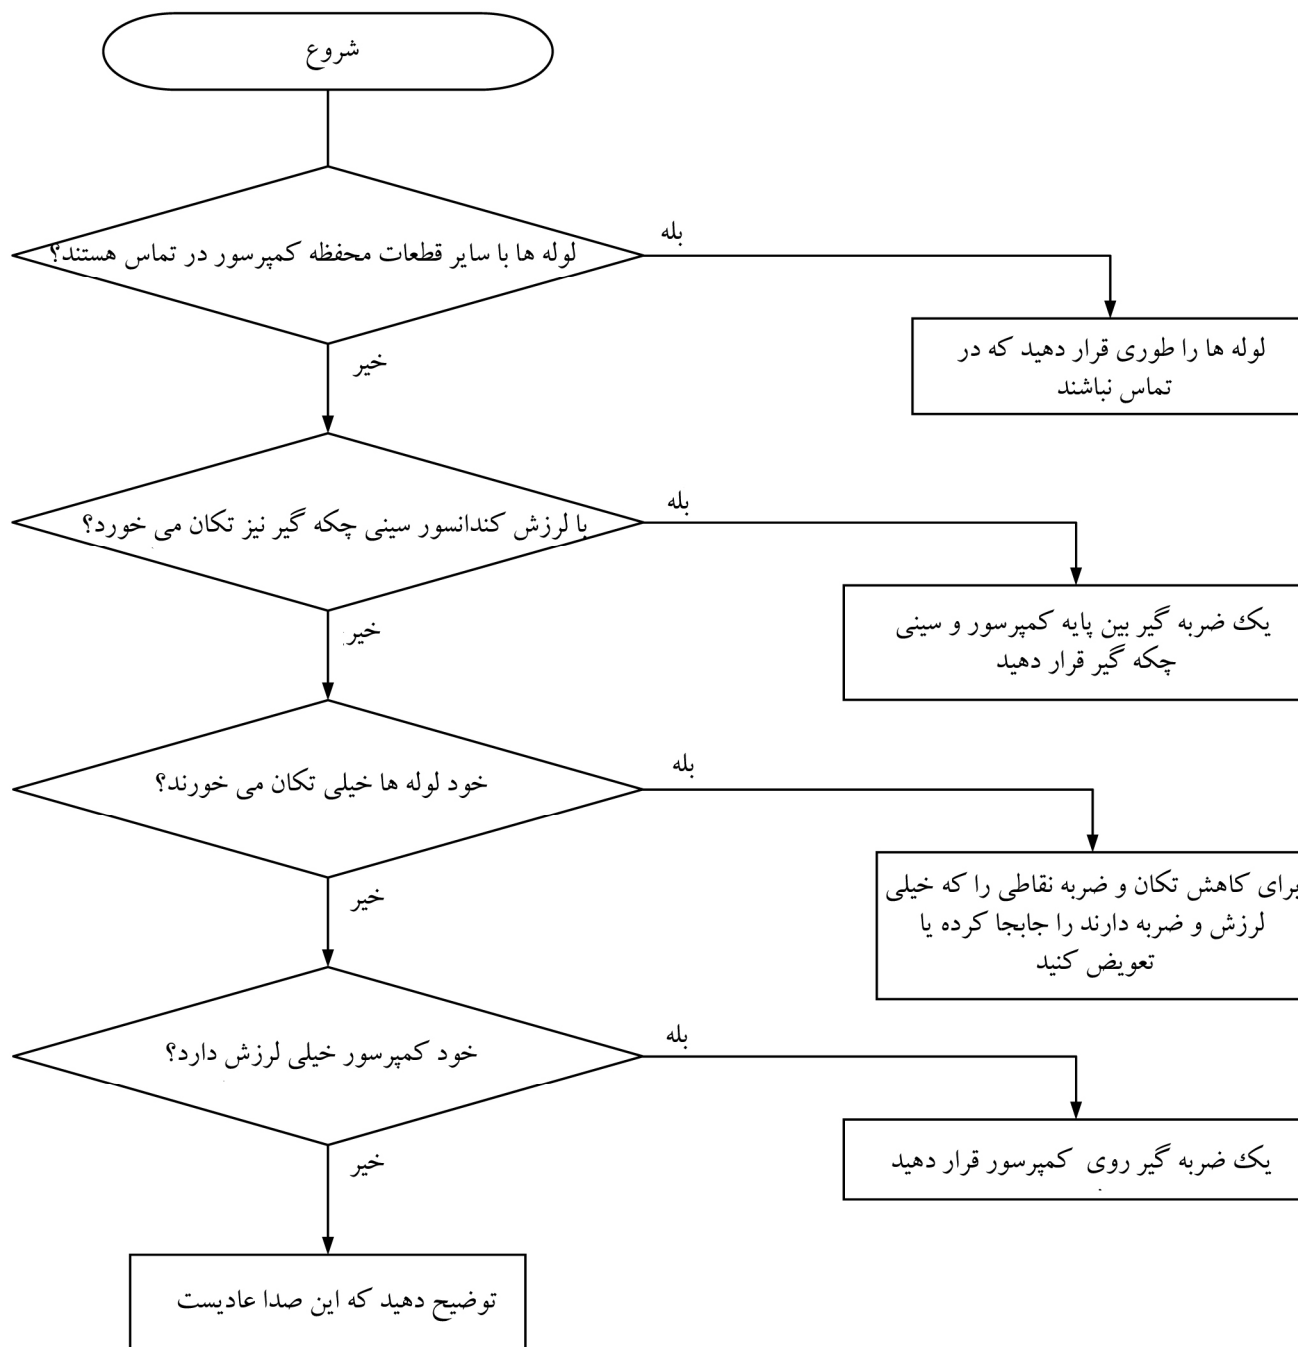 شروع
لوله ها با سایر قطعات محفظه کمپرسور در تماس هستند؟
بله
لوله ها را طوری قرار دهید که در
تماس نباشند
خیر
با لرزش کندانسور سینی چکه گیر نیز تکان می خورد؟
بله
یک ضربه گیر بین پایه کمپرسور و سینی
چکه گیر قرار دهید
خیر
خود لوله ها خیلی تکان می خورند؟
بله
برای کاهش تکان و ضربه نقاطی را که خیلی
لرزش و ضربه دارند را جابجا کرده یا
تعویض کنید
خیر
خود کمپرسور خیلی لرزش دارد؟
بله
یک ضربه گیر روی کمپرسور قرار دهید
خیر
توضیح دهید که این صدا عادیست